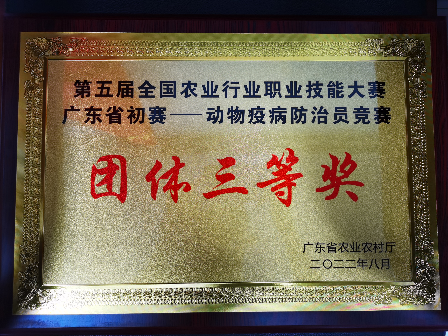 第五届全国农业行业职业技能大赛
广东省初赛——动物疫病防治员竞赛
团体三等奖
广东省农业农村厅
二〇二二年八月